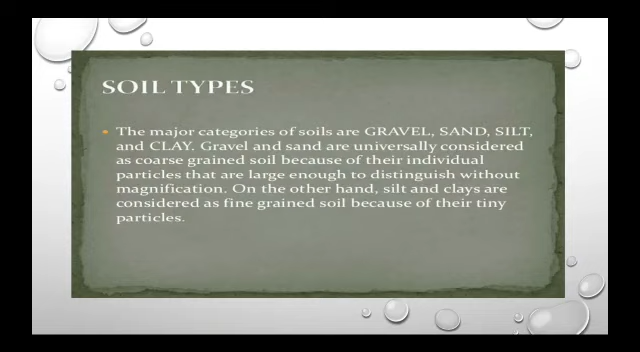 SOIL TYPES
• The major categories of soils are GRAVEL, SAND, SILT,
and CLAY. Gravel and sand are universally considered
as coarse grained soil because of their individual
particles that are large enough to distinguish without
magnification. On the other hand, silt and clays are
considered as fine grained soil because of their tiny
particles.